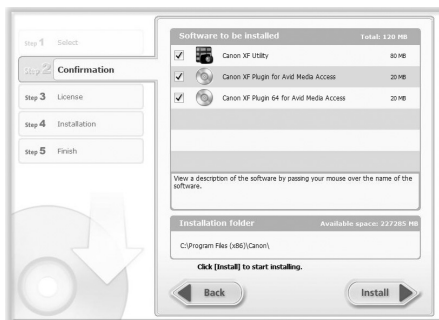 Step 1 Select
Step 2 Confirmation
Step 3 License
Step 4 Installation
Step 5 Finish
Software to be installed Total: 120 MB
Canon XF Utility 80 MB
Canon XF Plugin for Avid Media Access 20 MB
Canon XF Plugin 64 for Avid Media Access 20 MB
View a description of the software by passing your mouse over the name of the
software.
Installation folder Available space: 227285 MB
C:\Program Files (x86)\Canon\
Click [Install] to start installing.
Back Install